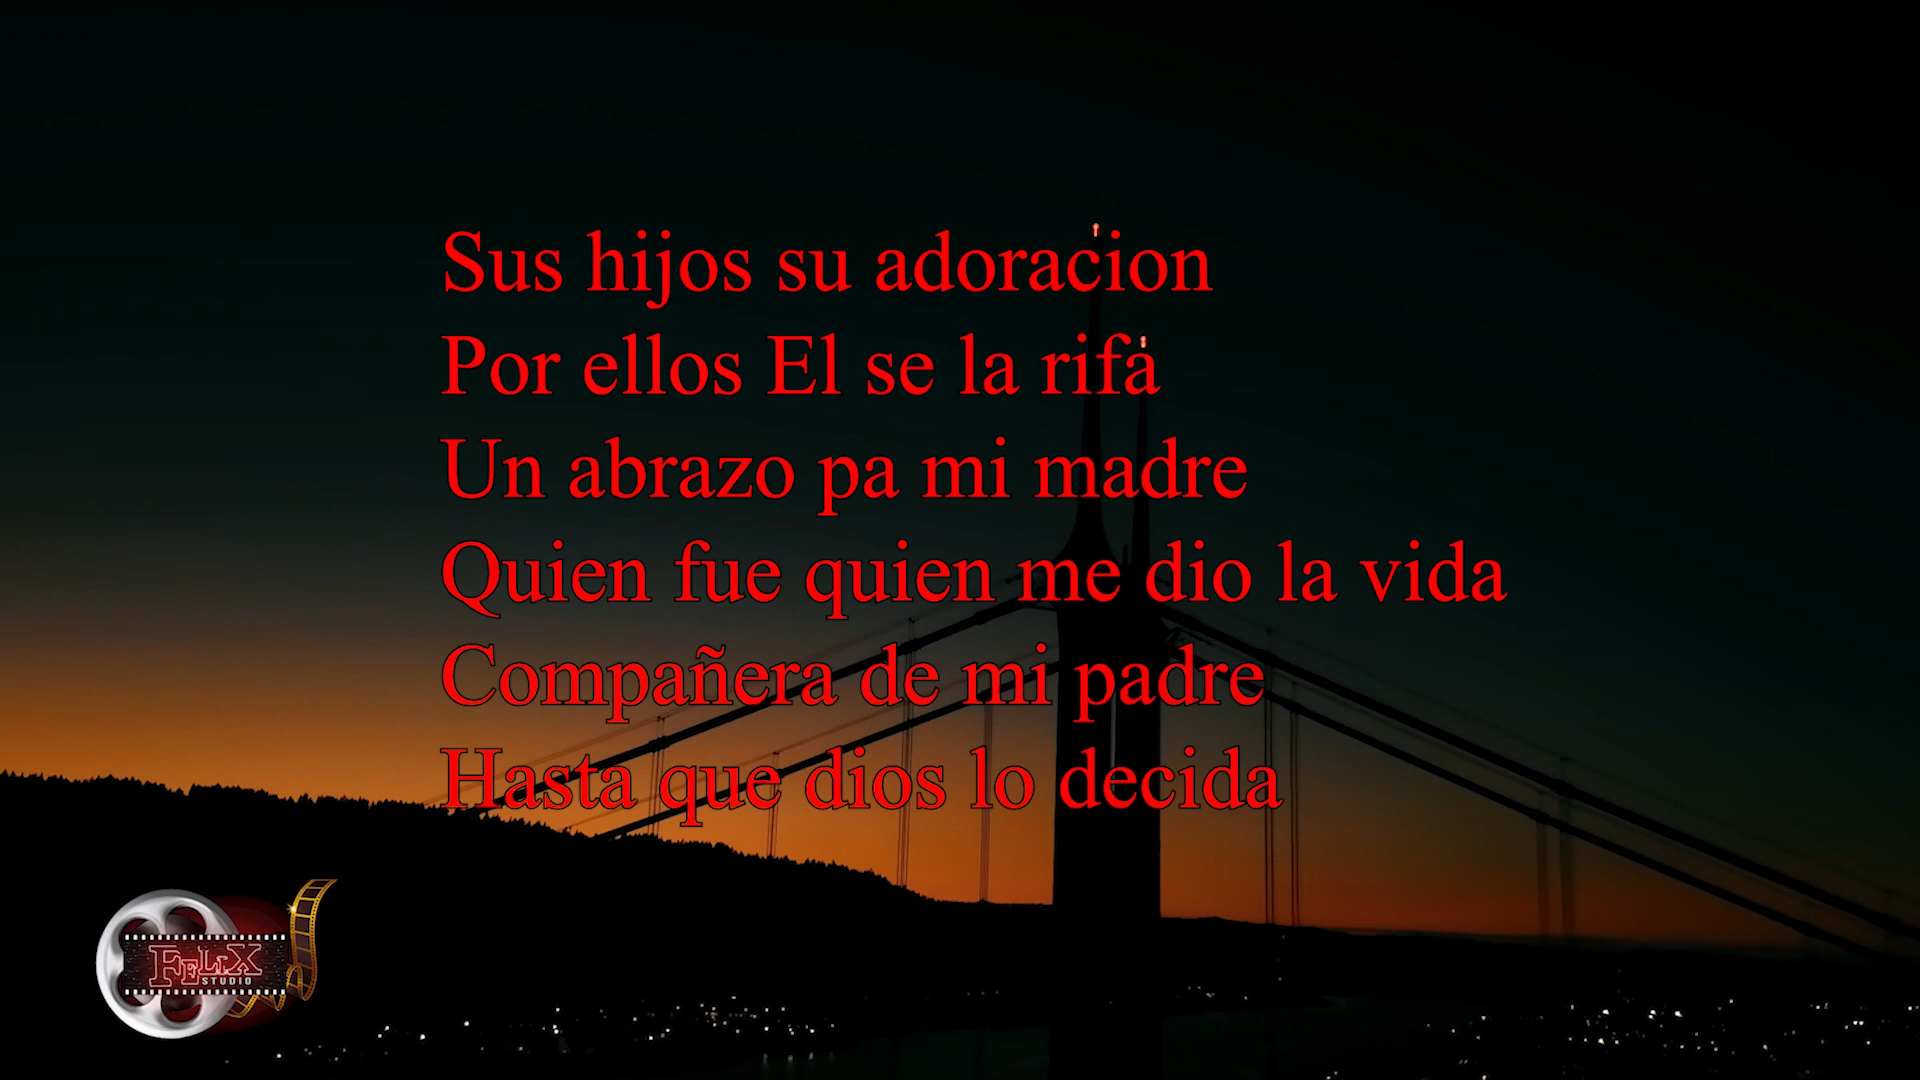 Sus hijos su adoracion
Por ellos El se la rifa
Un abrazo pa mi madre
Quien fue quien me dio la vida
Compañera de mi padre
Hasta que dios lo decida
FELIX
STUDIO